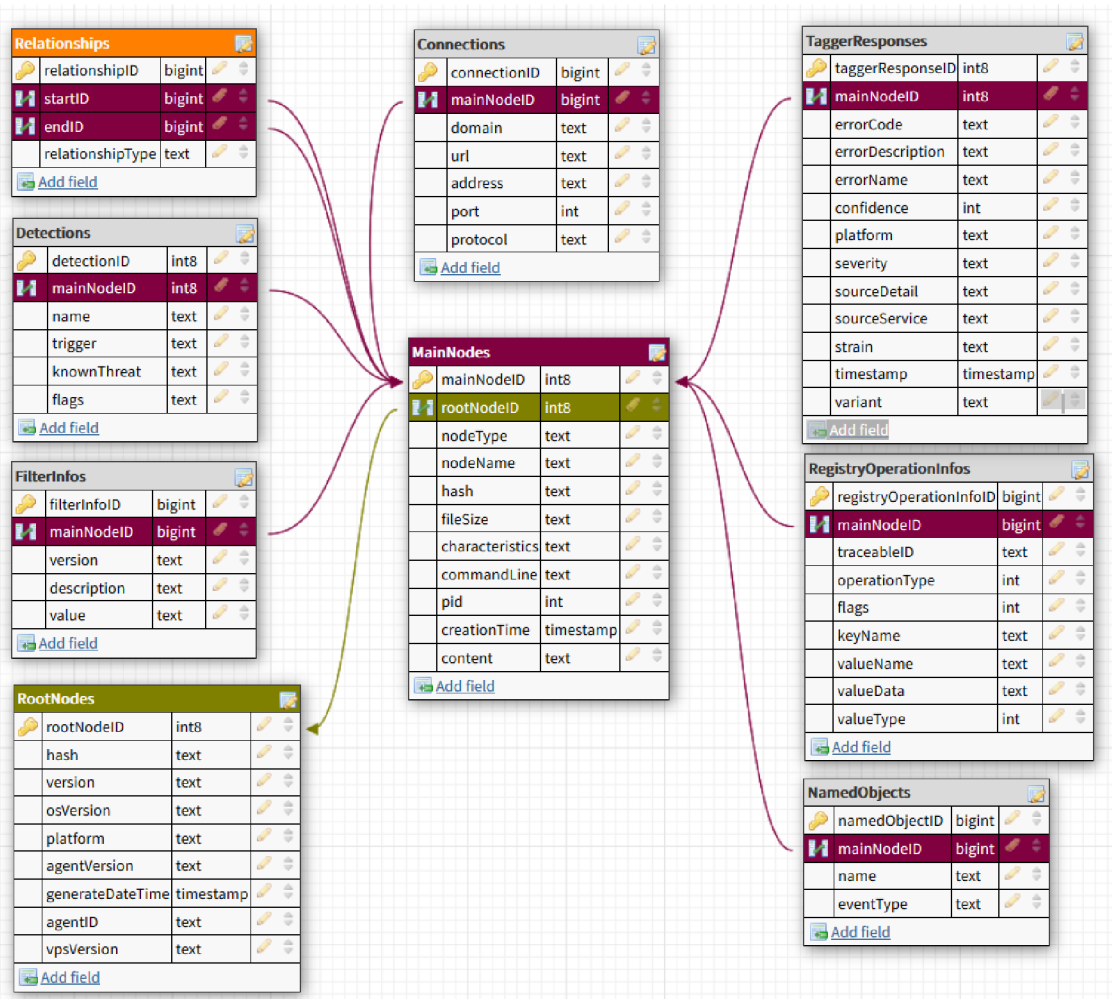 Relationships
relationshipID bigint
startID bigint
endID bigint
relationshipType text
Add field
Detections
detectionID int8
mainNodeID int8
name text
trigger text
knownThreat text
flags text
Add field
FilterInfos
filterInfoID bigint
mainNodeID bigint
version text
description text
value text
Add field
RootNodes
rootNodeID int8
hash text
version text
osVersion text
platform text
agentVersion text
generateDateTime timestamp
agentID text
vpsVersion text
Add field
Connections
connectionID bigint
mainNodeID bigint
domain text
url text
address text
port int
protocol text
Add field
MainNodes
mainNodeID int8
rootNodeID int8
nodeType text
nodeName text
hash text
fileSize text
characteristics text
commandLine text
pid int
creationTime timestamp
content text
Add field
TaggerResponses
taggerResponseID int8
mainNodeID int8
errorCode text
errorDescription text
errorName text
confidence int
platform text
severity text
sourceDetail text
sourceService text
strain text
timestamp timestamp
variant text
Add field
RegistryOperationInfos
registryOperationInfoID bigint
mainNodeID bigint
traceableID text
operationType int
flags int
keyName text
valueName text
valueData text
valueType int
Add field
NamedObjects
namedObjectID bigint
mainNodeID bigint
name text
eventType text
Add field